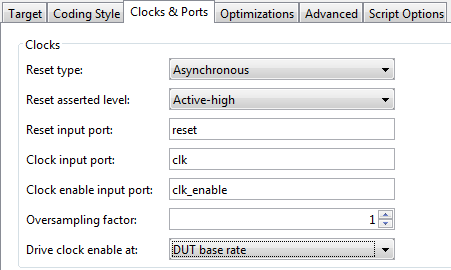 Target Coding Style Clocks & Ports Optimizations Advanced Script Options
Clocks
Reset type: Asynchronous
Reset asserted level: Active-high
Reset input port: reset
Clock input port: clk
Clock enable input port: clk_enable
Oversampling factor: 1
Drive clock enable at: DUT base rate